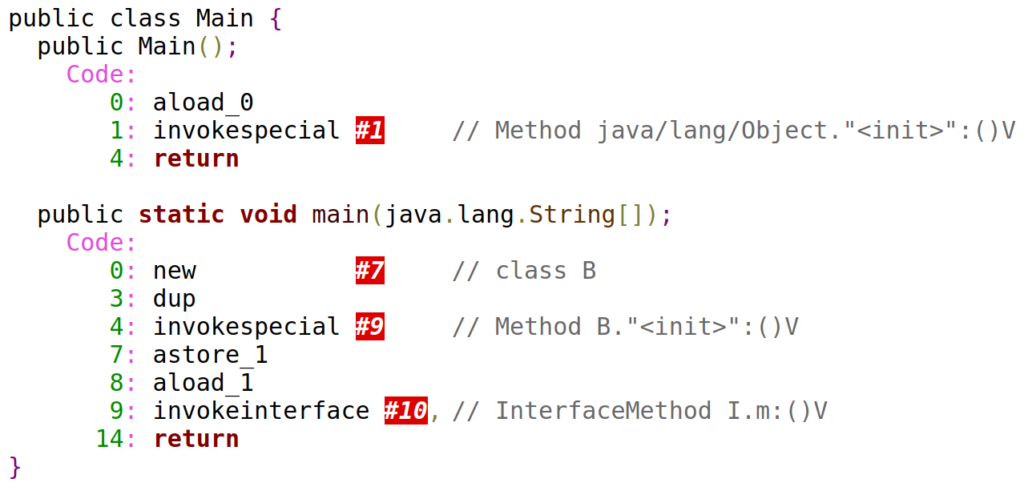 public class Main {
  public Main();
    Code:
       0: aload_0
       1: invokespecial #1     // Method java/lang/Object."<init>":()V
       4: return

  public static void main(java.lang.String[]);
    Code:
       0: new           #7     // class B
       3: dup
       4: invokespecial #9     // Method B."<init>":()V
       7: astore_1
       8: aload_1
       9: invokeinterface #10, // InterfaceMethod I.m:()V
      14: return
}